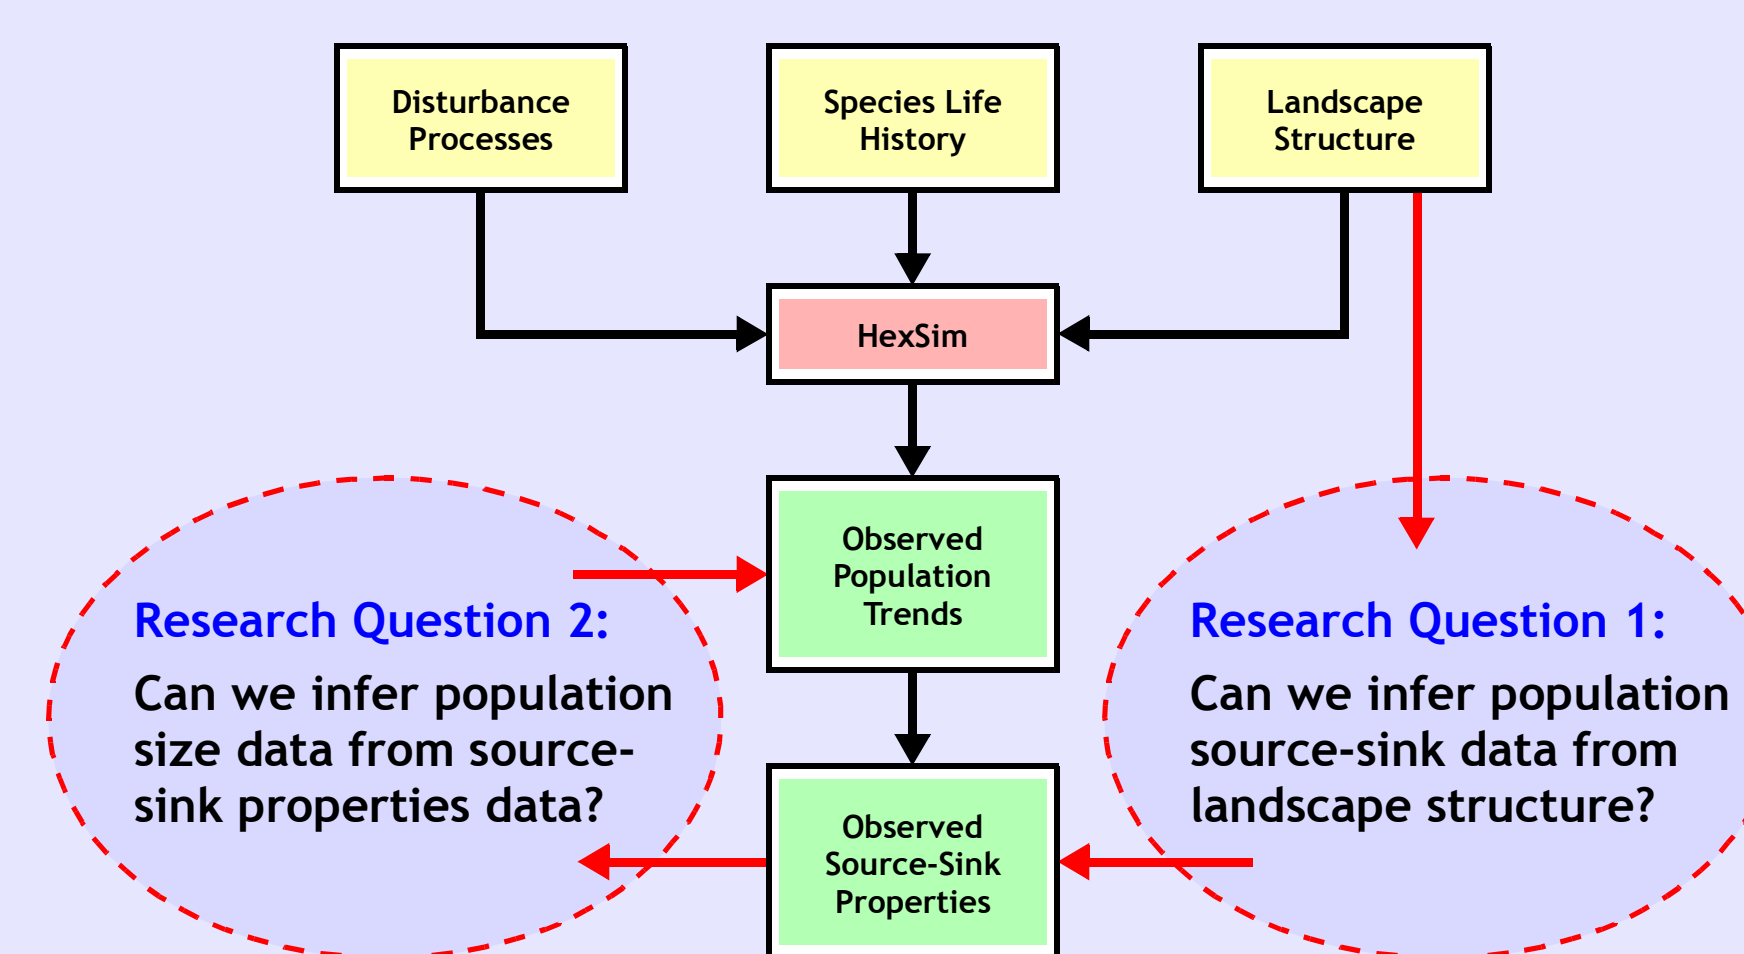 Disturbance
Processes
Species Life
History
Landscape
Structure
HexSim
Observed
Population
Trends
Research Question 2:
Can we infer population
size data from source-
sink properties data?
Research Question 1:
Can we infer population
source-sink data from
landscape structure?
Observed
Source-Sink
Properties